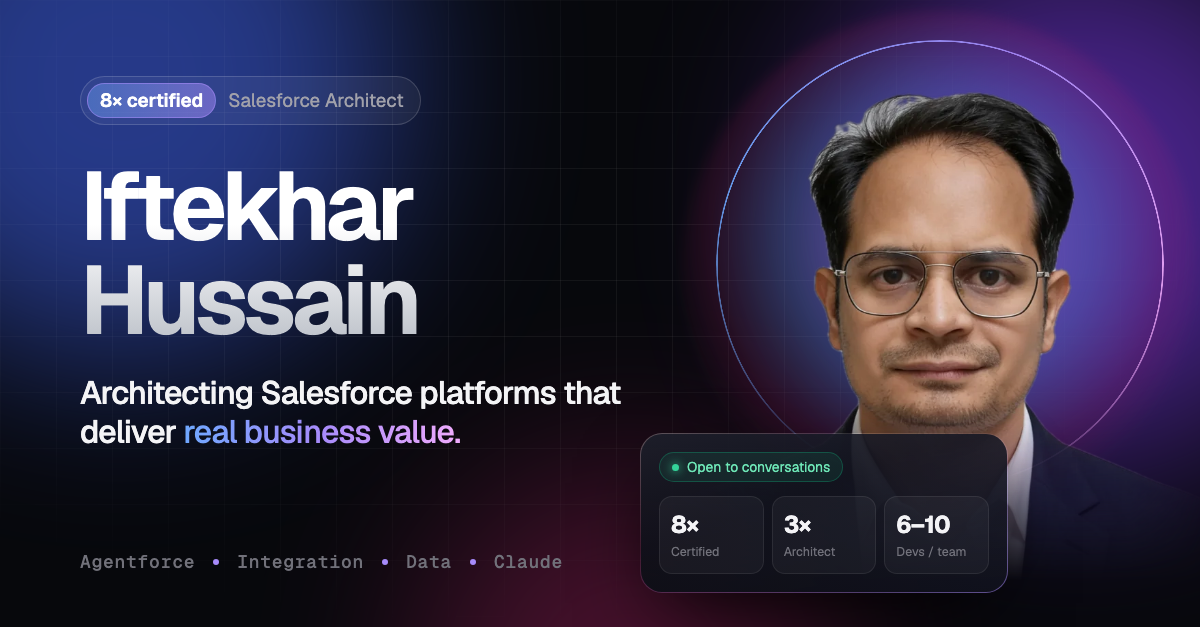 8× certified Salesforce Architect
Iftekhar
Hussain
Architecting Salesforce platforms that
deliver real business value.
Agentforce • Integration • Data • Claude
Open to conversations
8× 3× 6–10
Certified Architect Devs / team